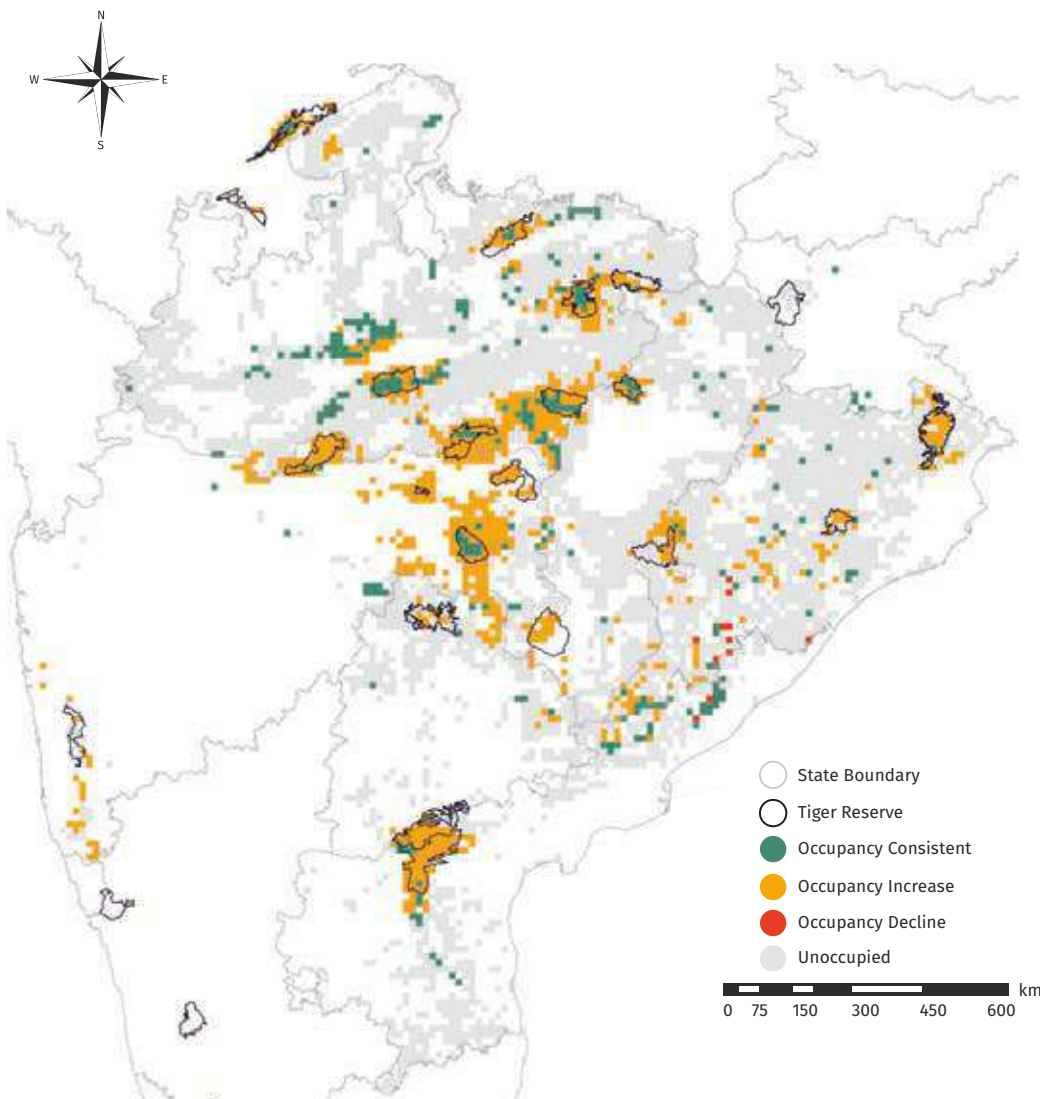 N
W
E
S
State Boundary
Tiger Reserve
Occupancy Consistent
Occupancy Increase
Occupancy Decline
Unoccupied
km
0 75 150 300 450 600